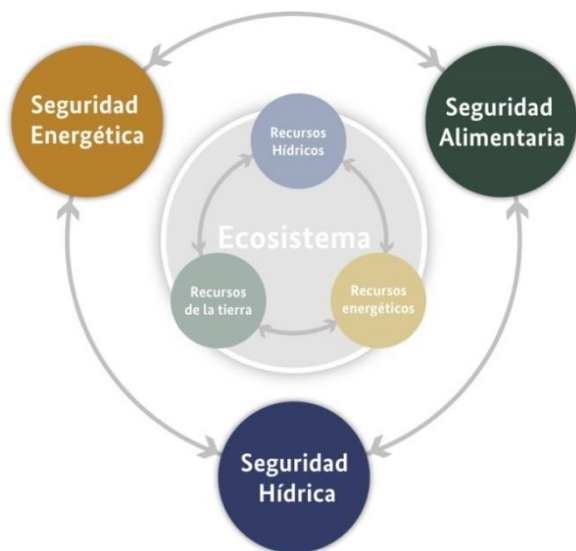 Seguridad
Energética
Seguridad
Alimentaria
Recursos
Hídricos
Ecosistema
Recursos
de la tierra
Recursos
energéticos
Seguridad
Hídrica